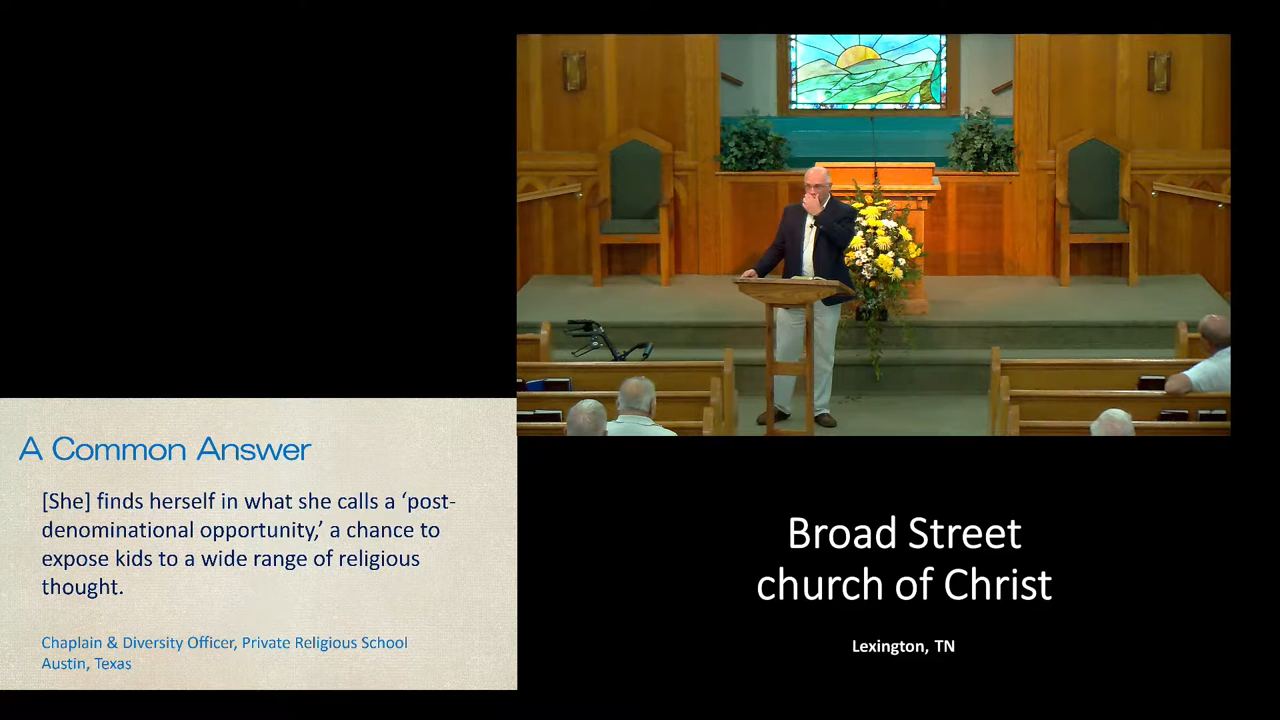 A Common Answer
[She] finds herself in what she calls a ‘post-
denominational opportunity,’ a chance to
expose kids to a wide range of religious
thought.
Chaplain & Diversity Officer, Private Religious School
Austin, Texas
Broad Street
church of Christ
Lexington, TN